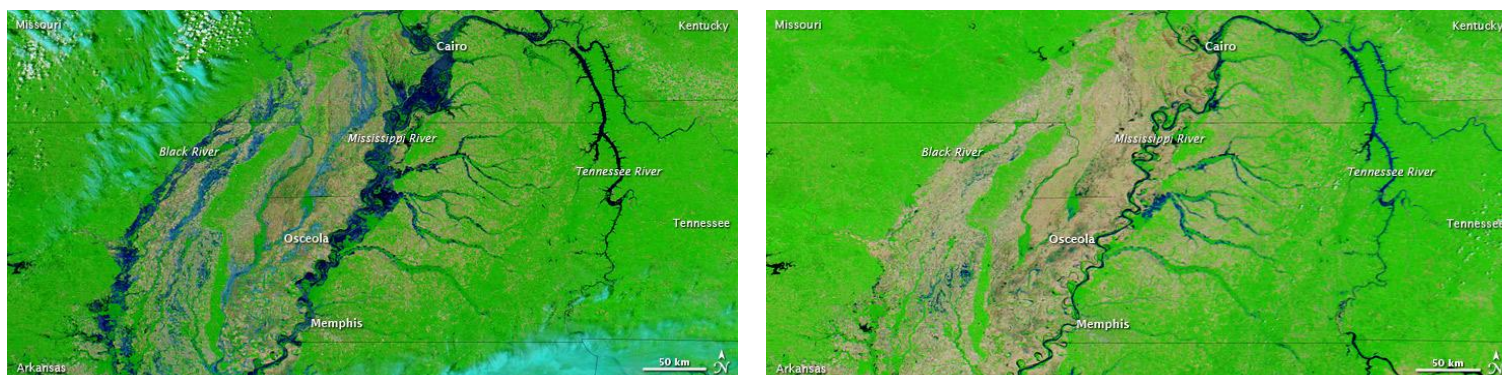 Missouri
Kentucky
Cairo
Mississippi River
Black River
Tennessee River
Tennessee
Osceola
Memphis
50 km
N
Arkansas
Missouri
Kentucky
Cairo
Mississippi River
Black River
Tennessee River
Tennessee
Osceola
Memphis
50 km
N
Arkansas